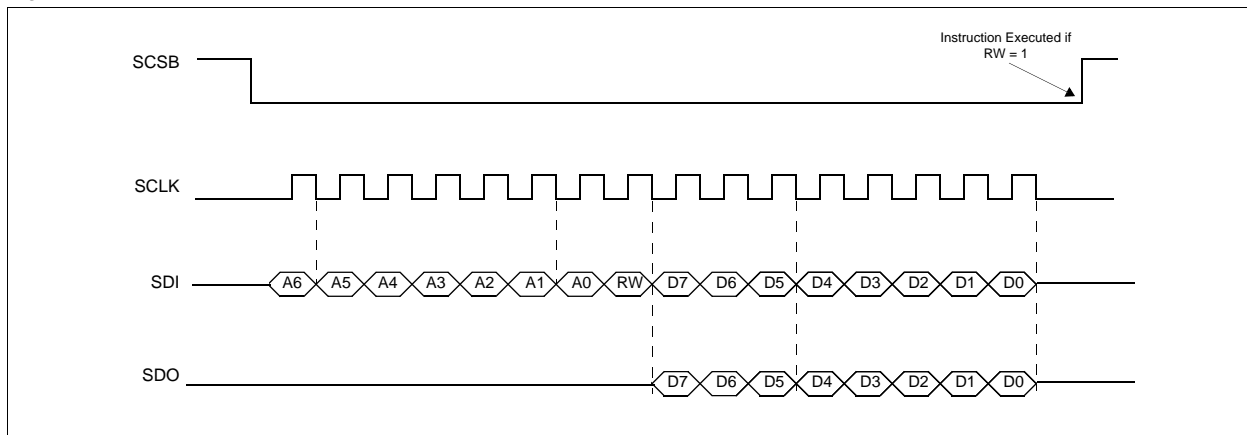 Instruction Executed if
RW = 1
SCSB
SCLK
SDI
A6 A5 A4 A3 A2 A1 A0 RW D7 D6 D5 D4 D3 D2 D1 D0
SDO
D7 D6 D5 D4 D3 D2 D1 D0